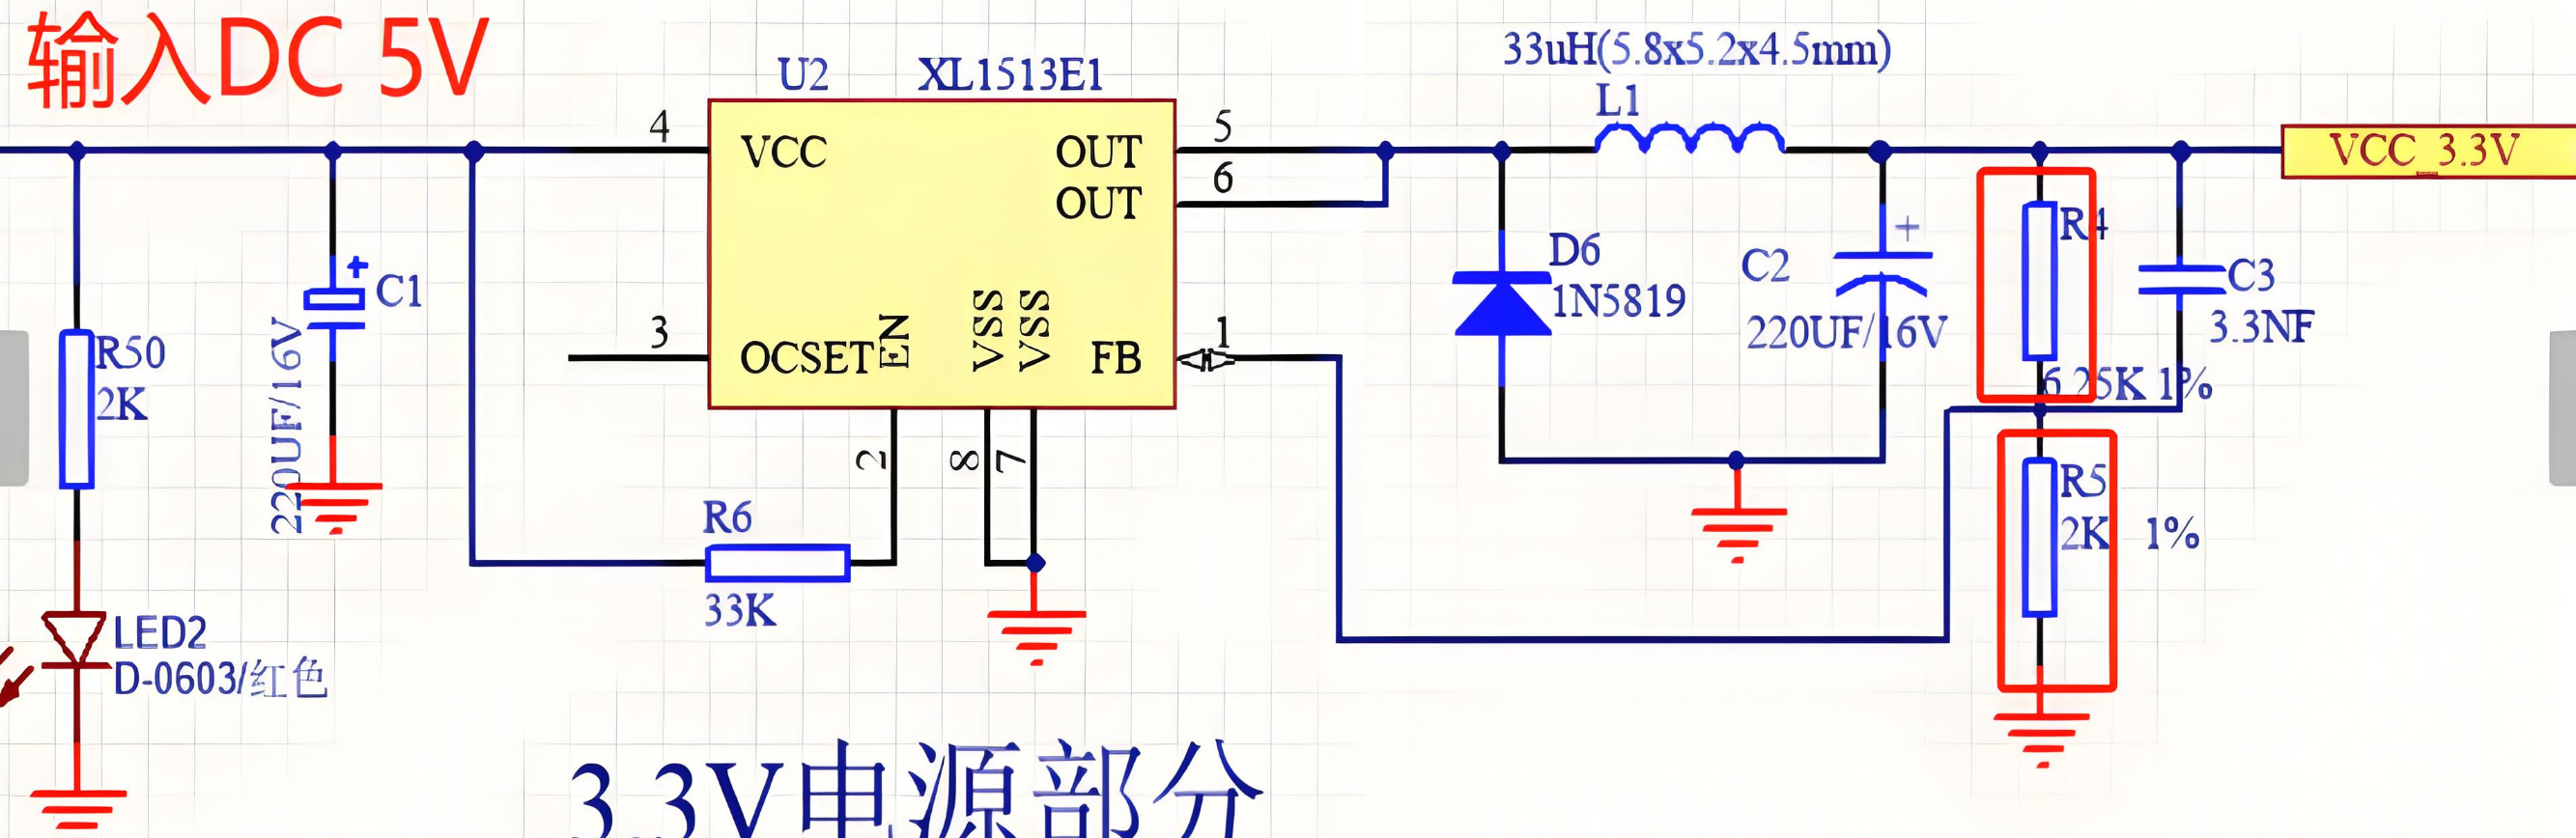 输入DC 5V
U2
XL1513E1
33uH(5.8x5.2x4.5mm)
L1
4
VCC
OUT
5
OUT
6
VCC_3.3V
3
OCSET
EN
VSS
VSS
FB
1
2
8
7
R50
2K
C1
220UF/16V
R6
33K
LED2
D-0603/红色
D6
1N5819
C2
+
220UF/16V
R4
6.25K 1%
C3
3.3NF
R5
2K 1%
3.3V电源部分